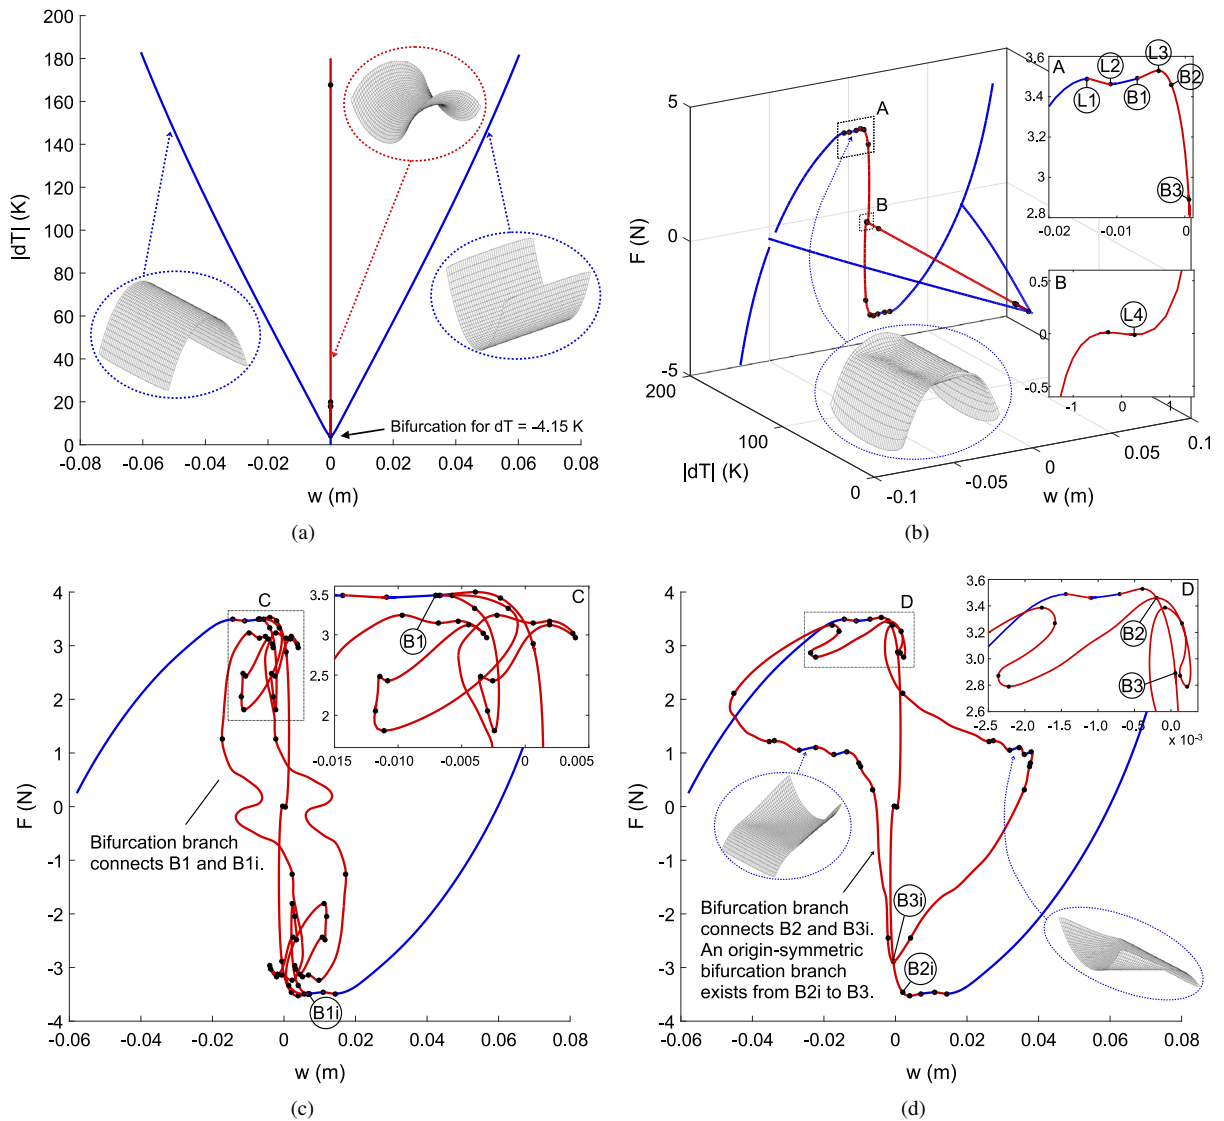 200
180
160
140
120
100
80
60
40
20
0
|dT| (K)
Bifurcation for dT = -4.15 K
-0.08 -0.06 -0.04 -0.02 0 0.02 0.04 0.06 0.08
w (m)
(a)
5
0
-5
F (N)
A
B
200
100
0
|dT| (K)
-0.1 -0.05 0 0.05 0.1
w (m)
A
3.6
3.4
3.2
3
2.8
L1 L2 B1 L3 B2
B3
-0.02 -0.01 0
B
0.5
0
-0.5
L4
-1 0 1
(b)
4
3
2
1
0
-1
-2
-3
-4
F (N)
C
C
3.5
3
2.5
2
B1
-0.015 -0.010 -0.005 0 0.005
Bifurcation branch
connects B1 and B1i.
B1i
-0.06 -0.04 -0.02 0 0.02 0.04 0.06 0.08
w (m)
(c)
4
3
2
1
0
-1
-2
-3
-4
F (N)
D
D
3.6
3.4
3.2
3.0
2.8
2.6
B2
B3
-2.5 -2.0 -1.5 -1.0 -0.5 0
x 10⁻³
Bifurcation branch
connects B2 and B3i.
An origin-symmetric
bifurcation branch
exists from B2i to B3.
B3i
B2i
-0.06 -0.04 -0.02 0 0.02 0.04 0.06 0.08
w (m)
(d)